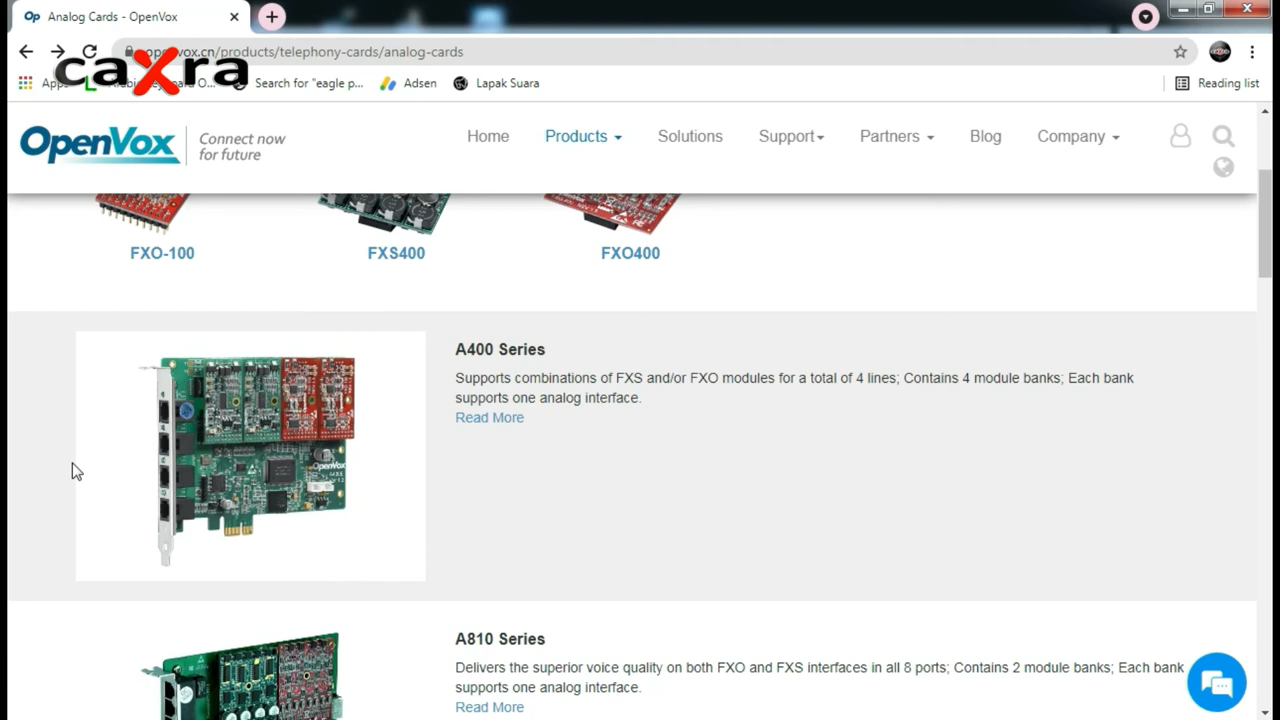 Analog Cards - OpenVox
openvox.cn/products/telephony-cards/analog-cards
caXra
Search for "eagle p...
Adsen
Lapak Suara
Reading list
OpenVox
Connect now
for future
Home
Products
Solutions
Support
Partners
Blog
Company
FXO-100
FXS400
FXO400
A400 Series
Supports combinations of FXS and/or FXO modules for a total of 4 lines; Contains 4 module banks; Each bank
supports one analog interface.
Read More
OpenVox
A810 Series
Delivers the superior voice quality on both FXO and FXS interfaces in all 8 ports; Contains 2 module banks; Each bank
supports one analog interface.
Read More